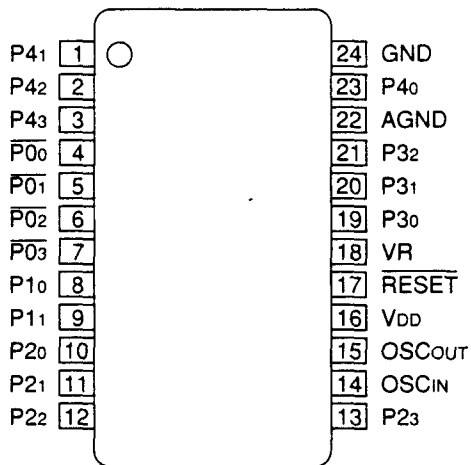 P41 1 24 GND
P42 2 23 P40
P43 3 22 AGND
P00 4 21 P32
P01 5 20 P31
P02 6 19 P30
P03 7 18 VR
P10 8 17 RESET
P11 9 16 VDD
P20 10 15 OSCOUT
P21 11 14 OSCIN
P22 12 13 P23